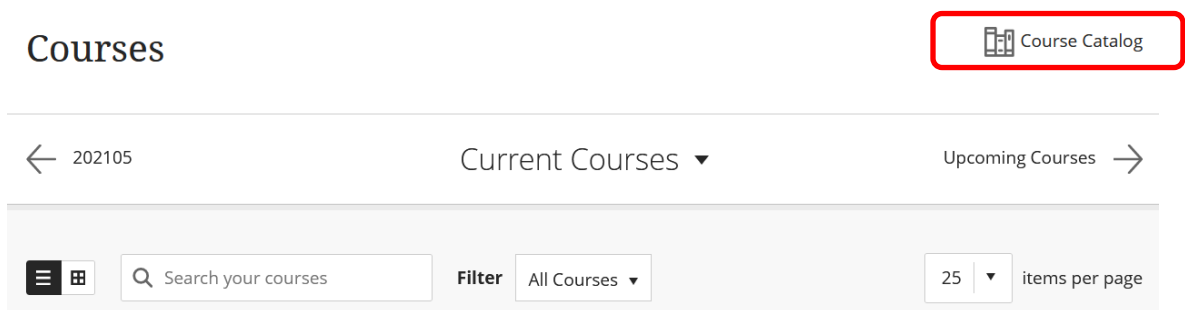 Courses
Course Catalog
202105
Current Courses
Upcoming Courses
Search your courses
Filter
All Courses
25
items per page